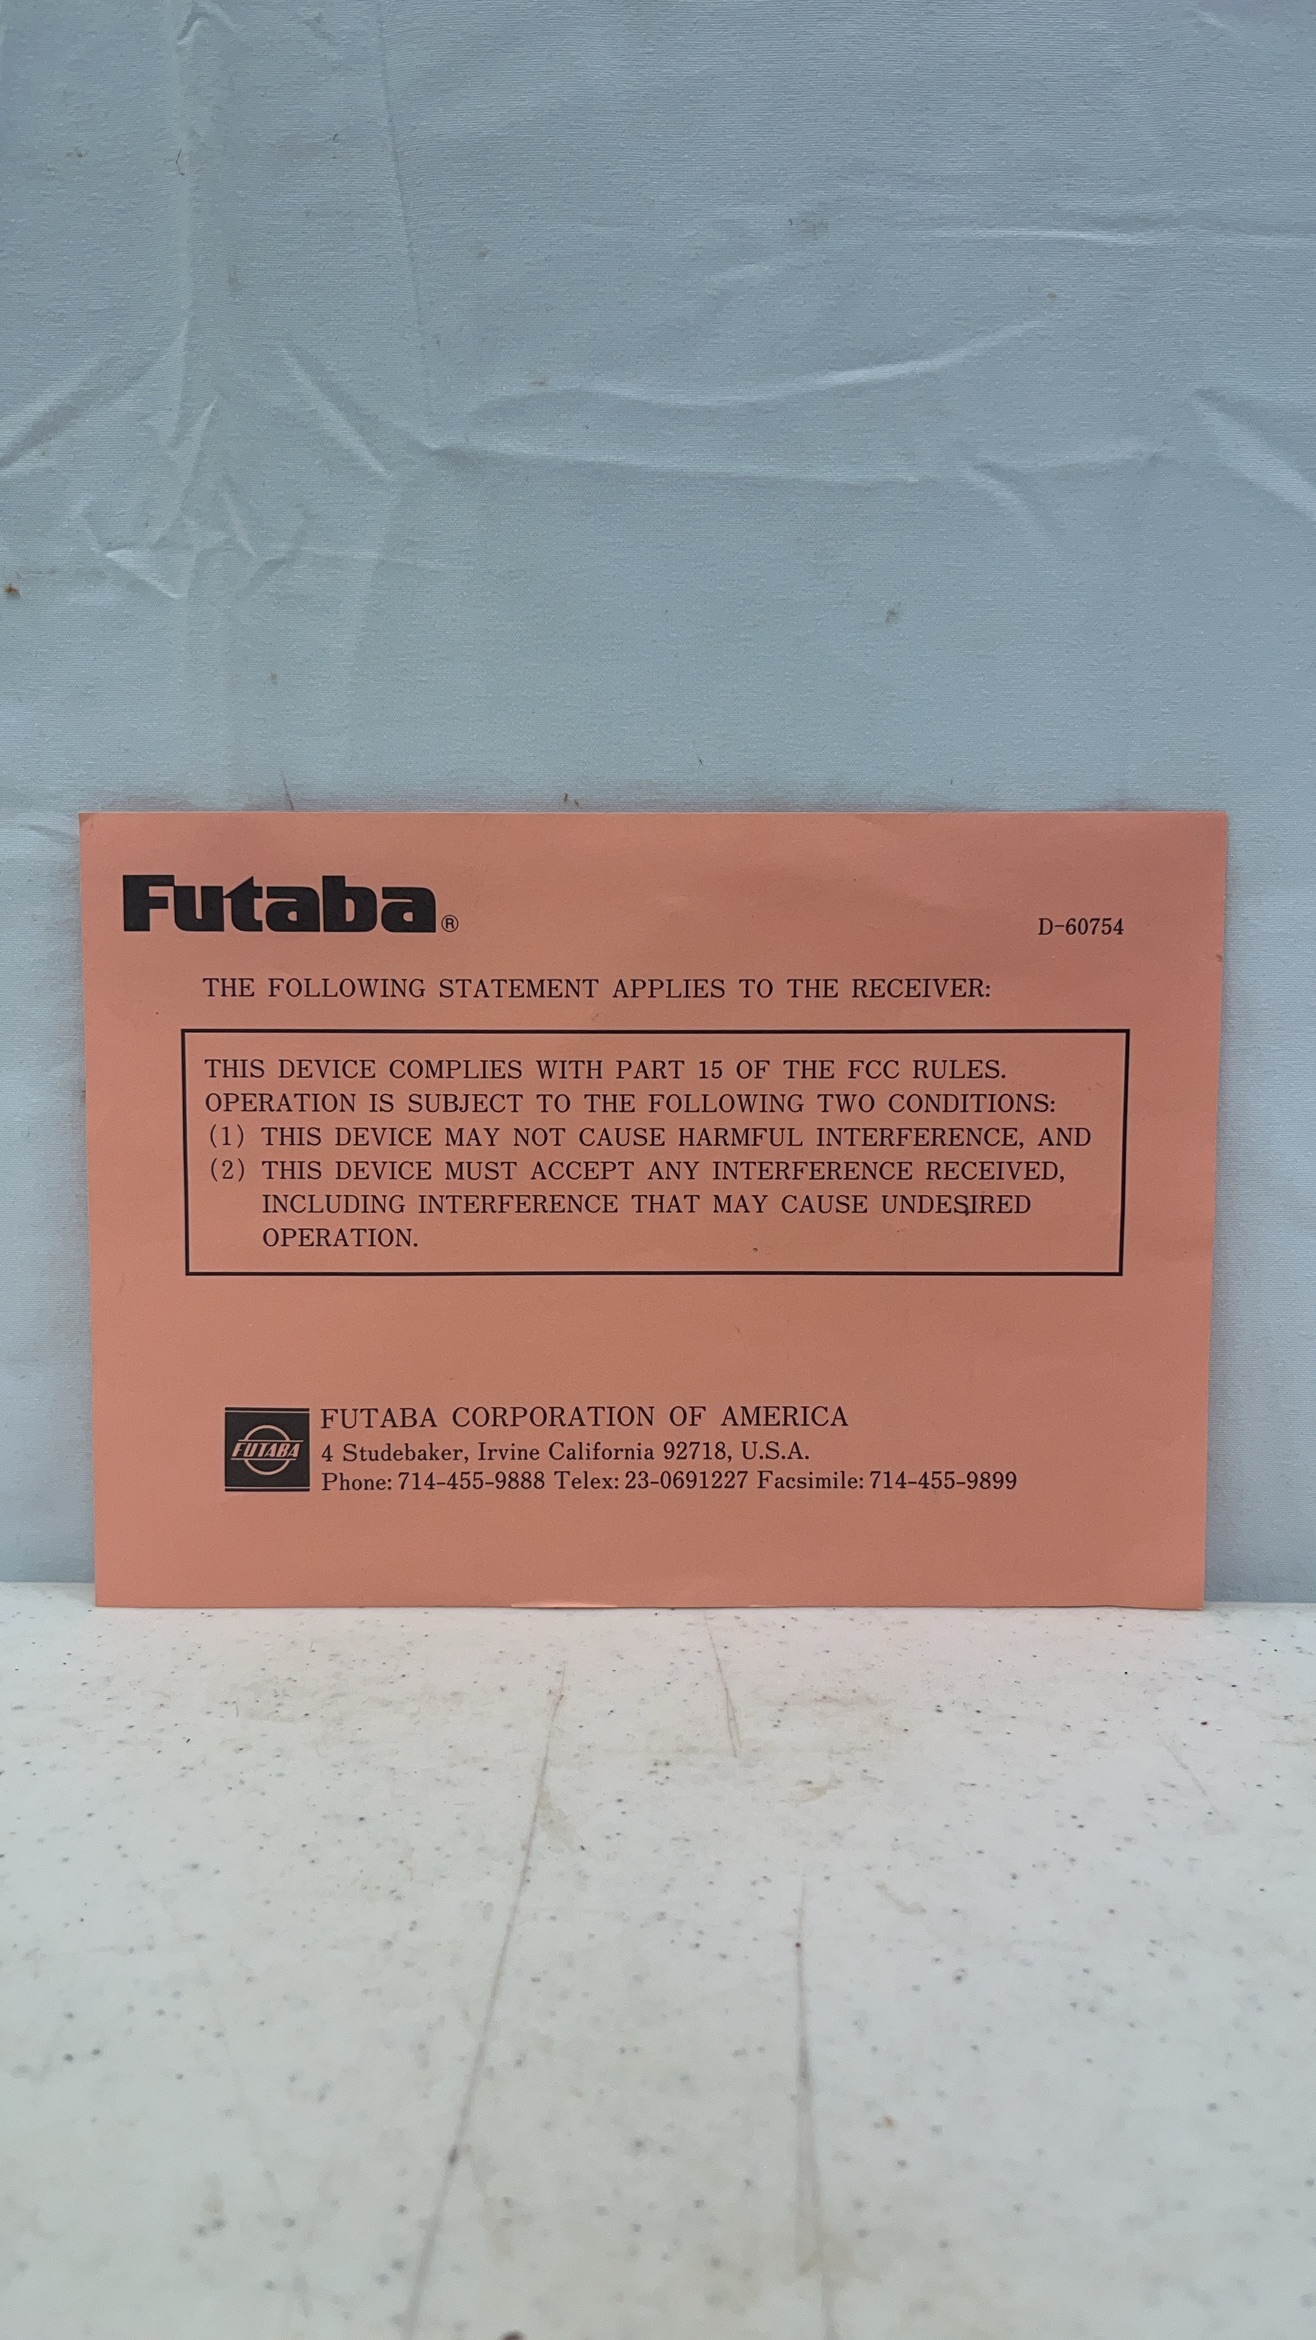 Futaba®
D-60754
THE FOLLOWING STATEMENT APPLIES TO THE RECEIVER:
THIS DEVICE COMPLIES WITH PART 15 OF THE FCC RULES.
OPERATION IS SUBJECT TO THE FOLLOWING TWO CONDITIONS:
(1) THIS DEVICE MAY NOT CAUSE HARMFUL INTERFERENCE, AND
(2) THIS DEVICE MUST ACCEPT ANY INTERFERENCE RECEIVED,
INCLUDING INTERFERENCE THAT MAY CAUSE UNDESIRED
OPERATION.
FUTABA
FUTABA CORPORATION OF AMERICA
4 Studebaker, Irvine California 92718, U.S.A.
Phone: 714-455-9888 Telex: 23-0691227 Facsimile: 714-455-9899